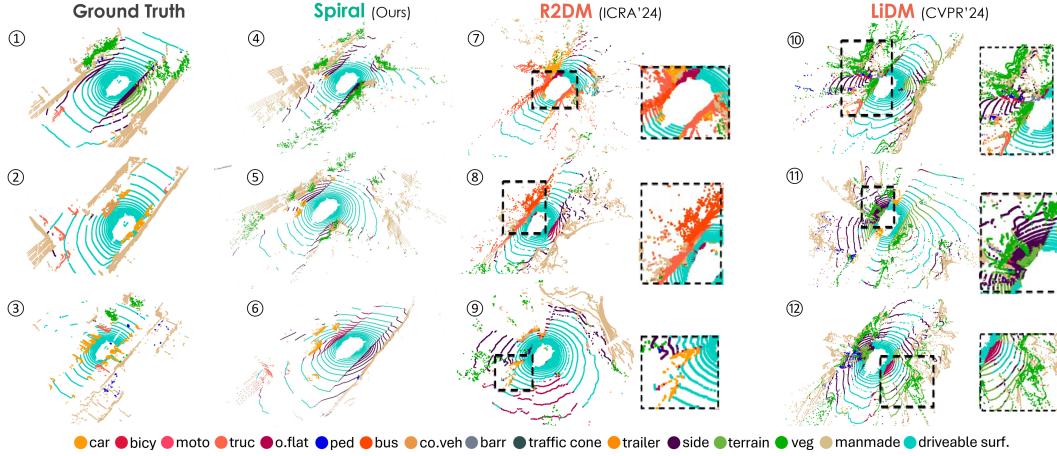 Ground Truth
Spiral (Ours)
R2DM (ICRA'24)
LiDM (CVPR'24)
① ④ ⑦ ⑩
② ⑤ ⑧ ⑪
③ ⑥ ⑨ ⑫
car bicy moto truc o.flat ped bus co.veh barr traffic cone trailer side terrain veg manmade driveable surf.